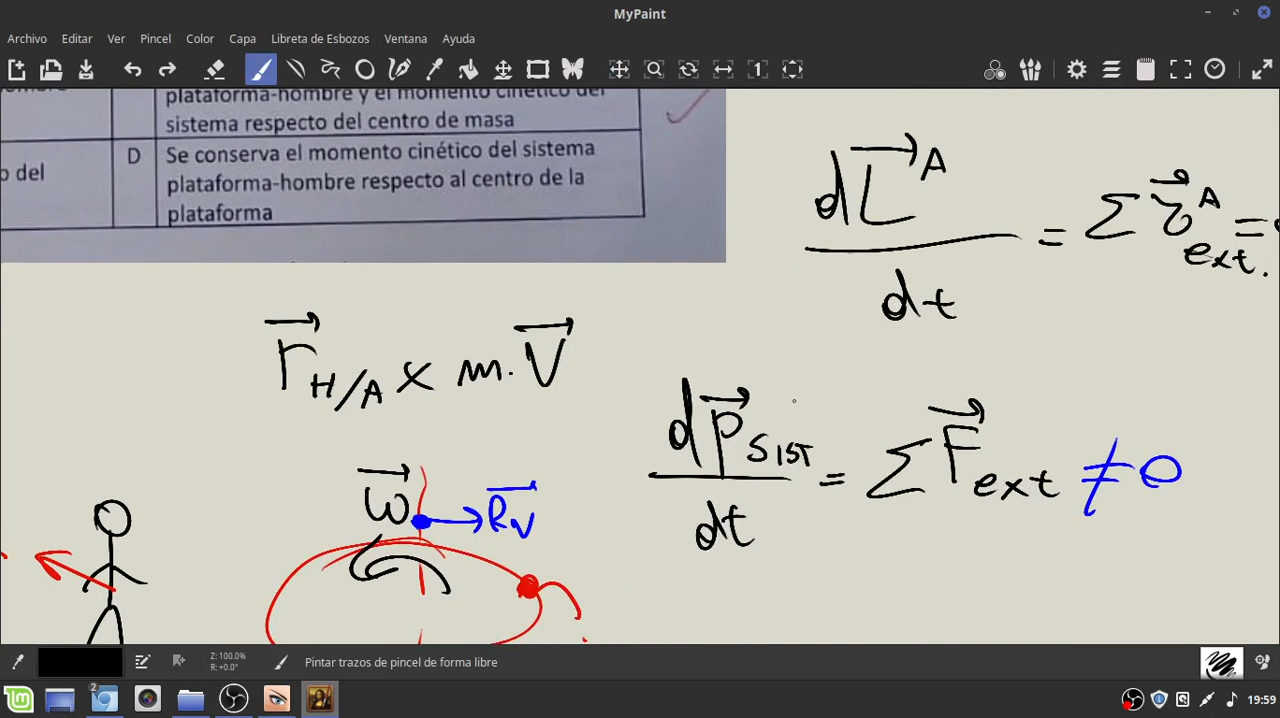 MyPaint
Archivo Editar Ver Pincel Color Capa Libreta de Esbozos Ventana Ayuda
plataforma-hombre y el momento cinético del
sistema respecto del centro de masa
o del
D
Se conserva el momento cinético del sistema
plataforma-hombre respecto al centro de la
plataforma
dL^A
dt
= Σ τ^A ext. =
r H/A x m. V
dP SIST
dt
= Σ F ext ≠ 0
ω
Rv
Z: 100.0%
R: +0.0°
Pintar trazos de pincel de forma libre
2
19:59